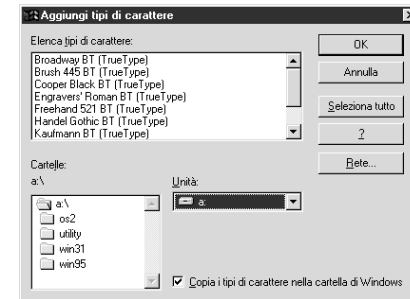 Aggiungi tipi di carattere
Elenca tipi di carattere:
Broadway BT (TrueType)
Brush 445 BT (TrueType)
Cooper Black BT (TrueType)
Engravers' Roman BT (TrueType)
Freehand 521 BT (TrueType)
Handel Gothic BT (TrueType)
Kaufmann BT (TrueType)
OK
Annulla
Seleziona tutto
?
Rete...
Cartelle:
a:\
a:\
os2
utility
win31
win95
Unità:
a:
Copia i tipi di carattere nella cartella di Windows